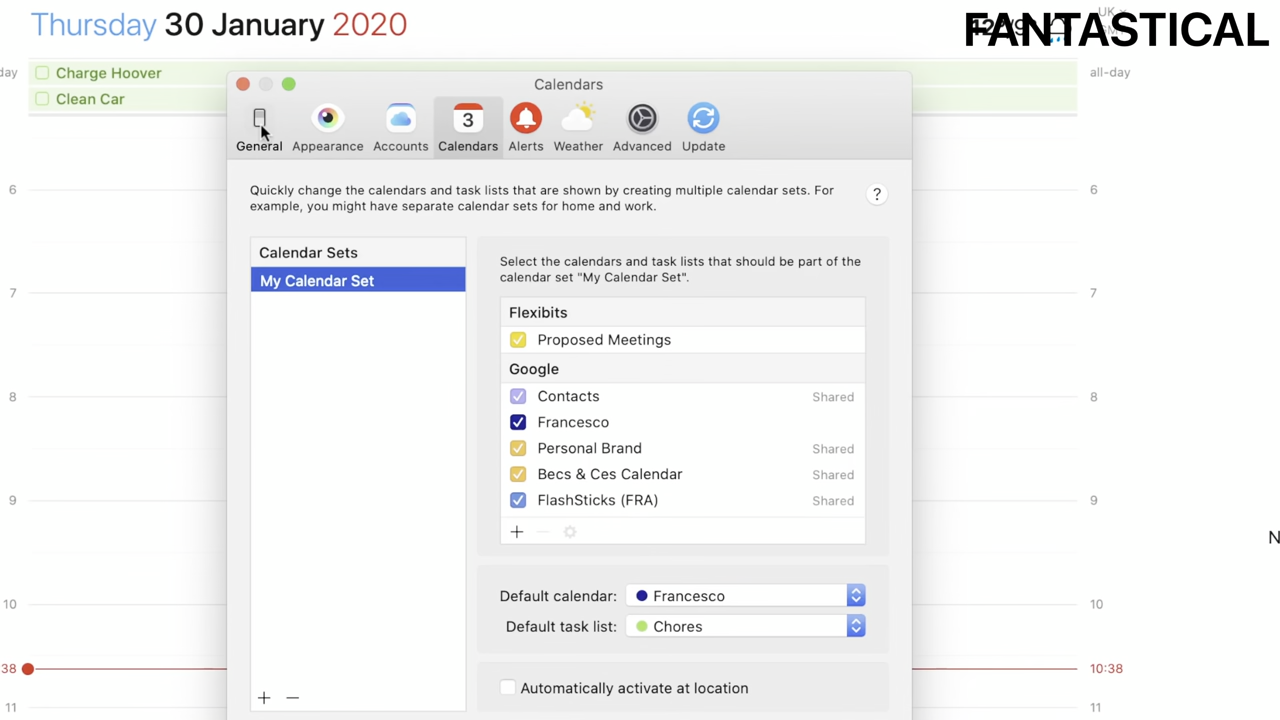 Thursday 30 January 2020
FANTASTICAL
UK
day
Charge Hoover
all-day
Clean Car
Calendars
3
General
Appearance
Accounts
Calendars
Alerts
Weather
Advanced
Update
Quickly change the calendars and task lists that are shown by creating multiple calendar sets. For
example, you might have separate calendar sets for home and work.
?
Calendar Sets
My Calendar Set
Select the calendars and task lists that should be part of the
calendar set "My Calendar Set".
Flexibits
Proposed Meetings
Google
Contacts Shared
Francesco
Personal Brand Shared
Becs & Ces Calendar Shared
FlashSticks (FRA) Shared
Default calendar: Francesco
Default task list: Chores
Automatically activate at location
6
7
8
9
10
38
11
6
7
8
9
N
10
10:38
11